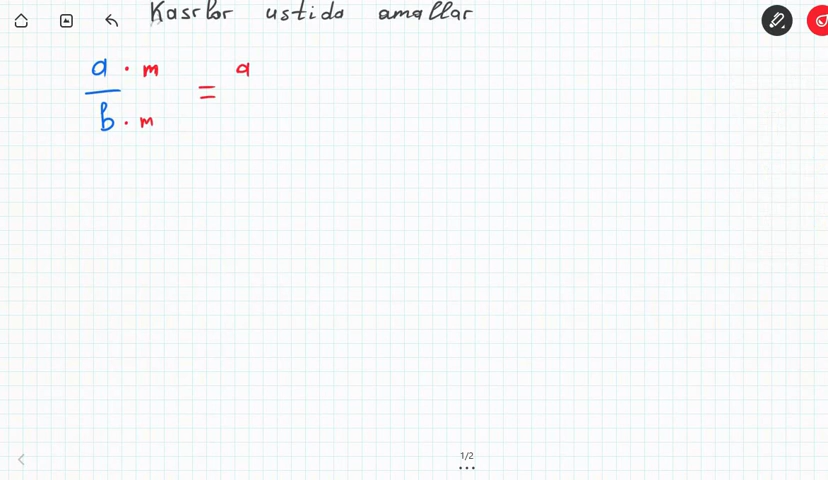 Kasrlar ustida amallar
a · m
= a
b · m
1/2